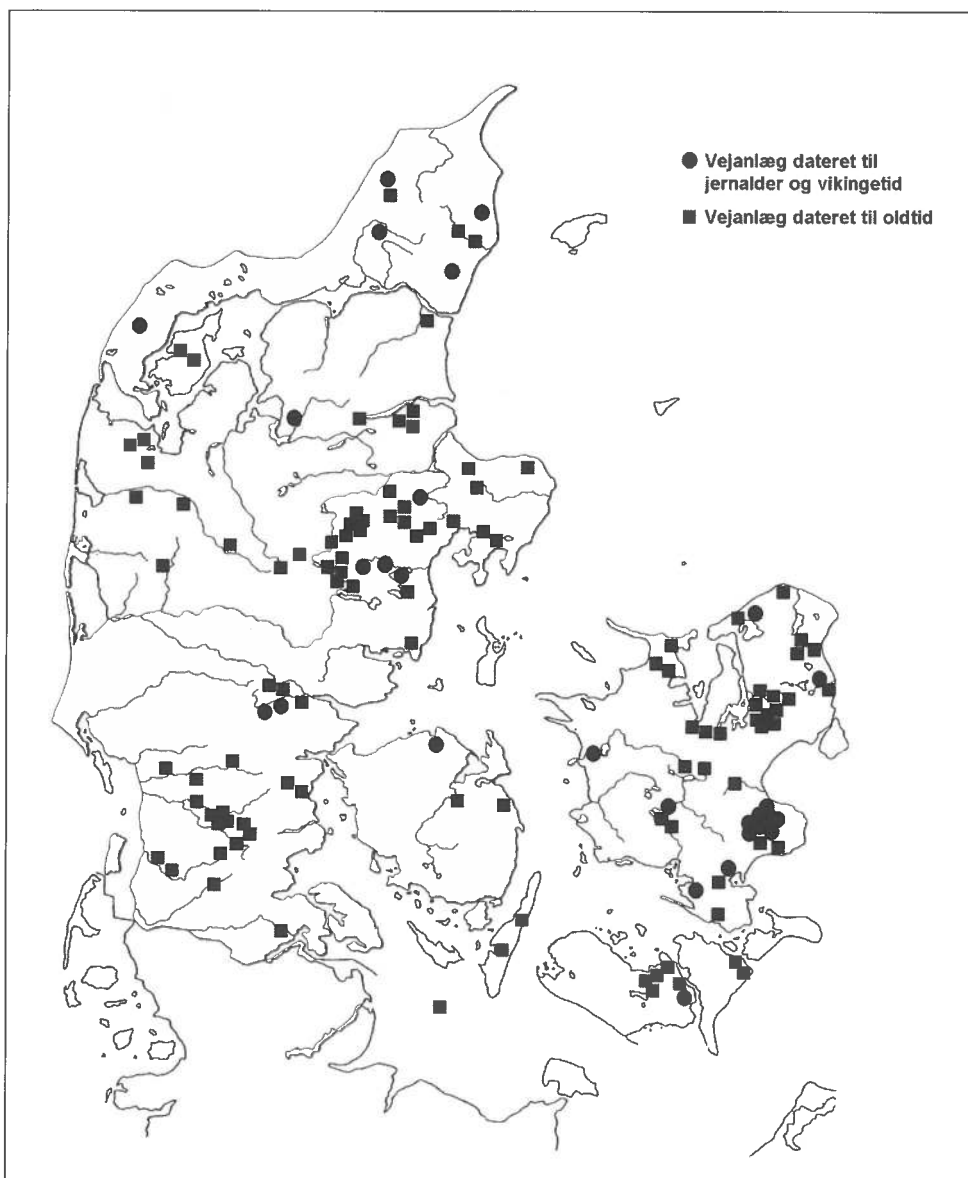 Vejanlæg dateret til
jernalder og vikingetid
Vejanlæg dateret til oldtid